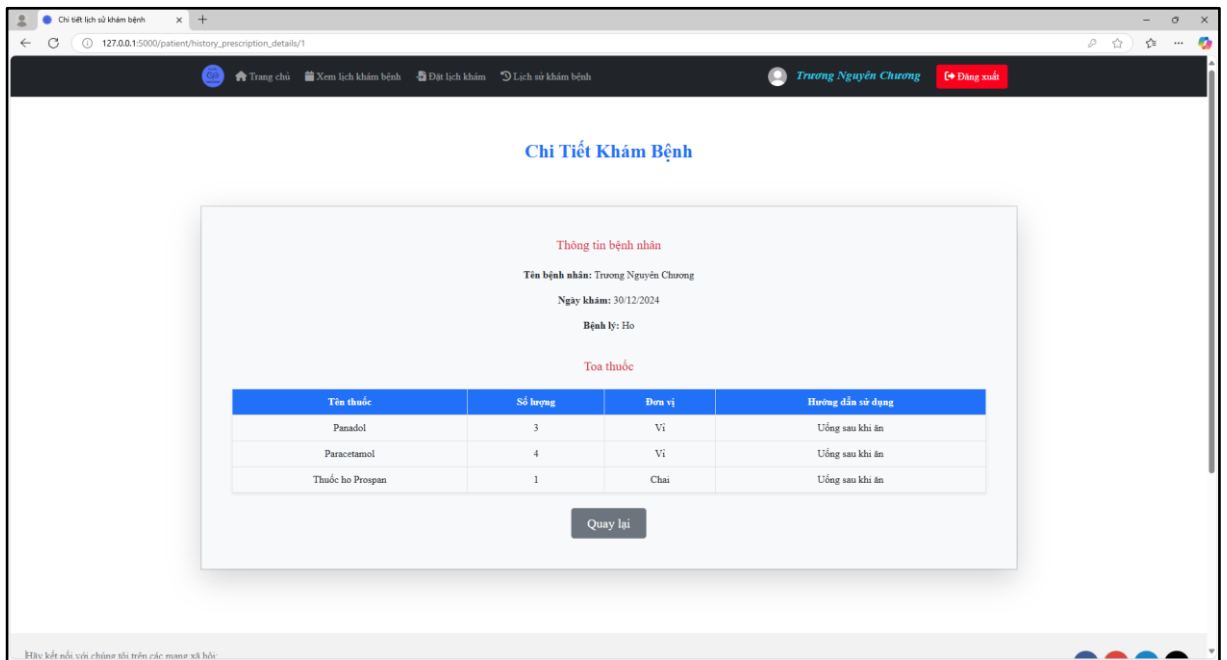 Chi tiết lịch sử khám bệnh
127.0.0.1:5000/patient/history_prescription_details/1
Trang chủ Xem lịch khám bệnh Đặt lịch khám Lịch sử khám bệnh Trương Nguyên Chương Đăng xuất
Chi Tiết Khám Bệnh
Thông tin bệnh nhân
Tên bệnh nhân: Trương Nguyên Chương
Ngày khám: 30/12/2024
Bệnh lý: Ho
Toa thuốc
Tên thuốc Số lượng Đơn vị Hướng dẫn sử dụng
Panadol 3 Vỉ Uống sau khi ăn
Paracetamol 4 Vỉ Uống sau khi ăn
Thuốc ho Prospan 1 Chai Uống sau khi ăn
Quay lại
Hãy kết nối với chúng tôi trên các mạng xã hội: